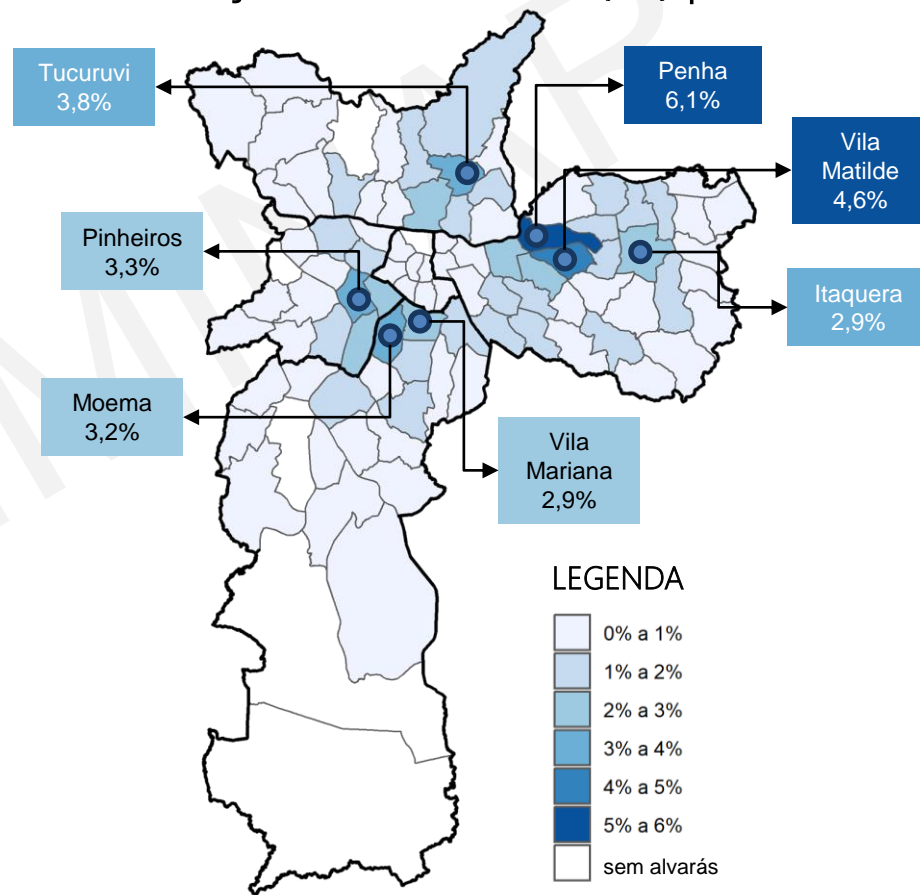 Tucuruvi
3,8%
Penha
6,1%
Vila
Matilde
4,6%
Pinheiros
3,3%
Itaquera
2,9%
Moema
3,2%
Vila
Mariana
2,9%
LEGENDA
0% a 1%
1% a 2%
2% a 3%
3% a 4%
4% a 5%
5% a 6%
sem alvarás